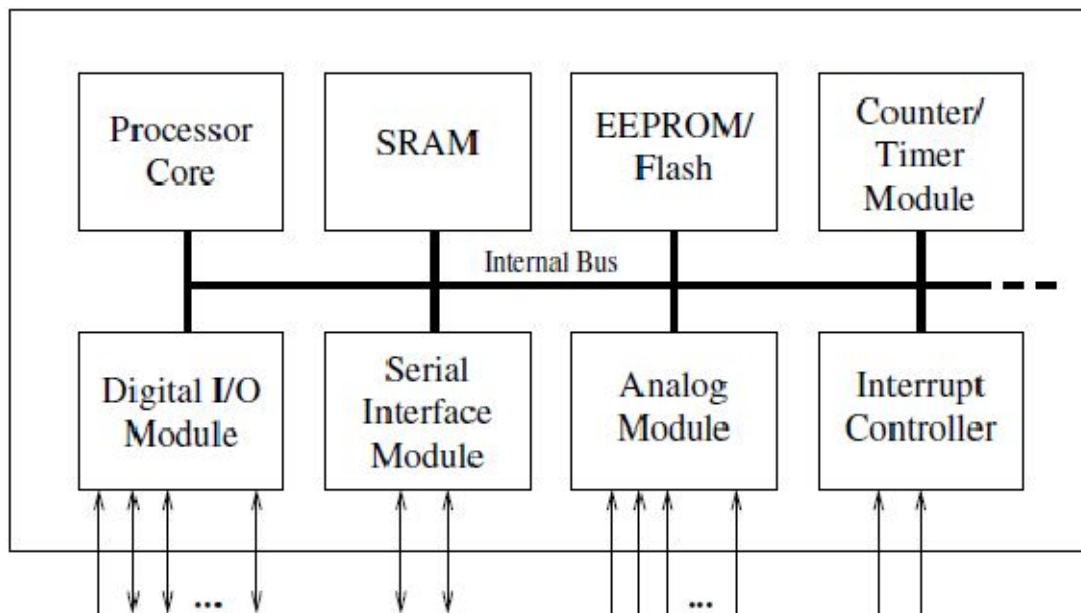 Processor
Core
SRAM
EEPROM/
Flash
Counter/
Timer
Module
Internal Bus
Digital I/O
Module
Serial
Interface
Module
Analog
Module
Interrupt
Controller
...
...